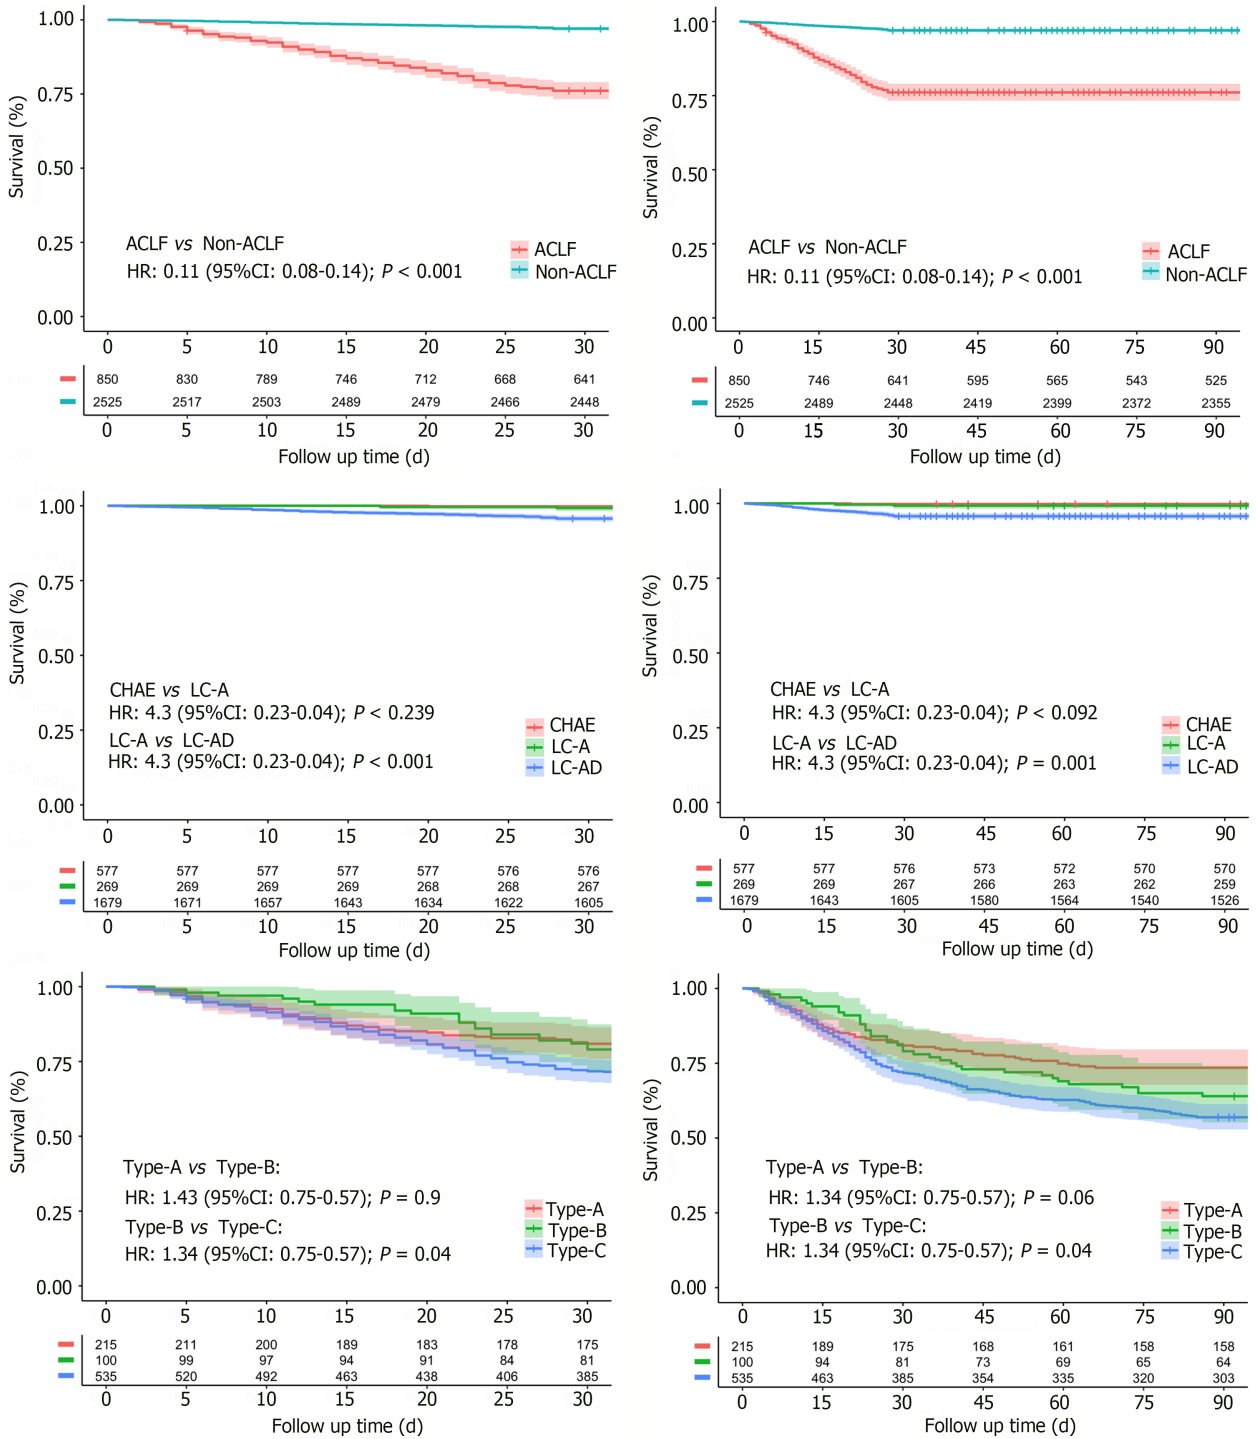 1.00
0.75
0.50
0.25
0.00
Survival (%)
ACLF vs Non-ACLF
HR: 0.11 (95%CI: 0.08-0.14); P < 0.001
ACLF
Non-ACLF
0 5 10 15 20 25 30
850 830 789 746 712 668 641
2525 2517 2503 2489 2479 2466 2448
0 5 10 15 20 25 30
Follow up time (d)
1.00
0.75
0.50
0.25
0.00
Survival (%)
ACLF vs Non-ACLF
HR: 0.11 (95%CI: 0.08-0.14); P < 0.001
ACLF
Non-ACLF
0 15 30 45 60 75 90
850 746 641 595 565 543 525
2525 2489 2448 2419 2399 2372 2355
0 15 30 45 60 75 90
Follow up time (d)
1.00
0.75
0.50
0.25
0.00
Survival (%)
CHAE vs LC-A
HR: 4.3 (95%CI: 0.23-0.04); P < 0.239
LC-A vs LC-AD
HR: 4.3 (95%CI: 0.23-0.04); P < 0.001
CHAE
LC-A
LC-AD
0 5 10 15 20 25 30
577 577 577 577 577 576 576
269 269 269 269 268 268 267
1679 1671 1657 1643 1634 1622 1605
0 5 10 15 20 25 30
Follow up time (d)
1.00
0.75
0.50
0.25
0.00
Survival (%)
CHAE vs LC-A
HR: 4.3 (95%CI: 0.23-0.04); P < 0.092
LC-A vs LC-AD
HR: 4.3 (95%CI: 0.23-0.04); P = 0.001
CHAE
LC-A
LC-AD
0 15 30 45 60 75 90
577 577 576 573 572 570 570
269 269 267 266 263 262 259
1679 1643 1605 1580 1564 1540 1526
0 15 30 45 60 75 90
Follow up time (d)
1.00
0.75
0.50
0.25
0.00
Survival (%)
Type-A vs Type-B:
HR: 1.43 (95%CI: 0.75-0.57); P = 0.9
Type-B vs Type-C:
HR: 1.34 (95%CI: 0.75-0.57); P = 0.04
Type-A
Type-B
Type-C
0 5 10 15 20 25 30
215 211 200 189 183 178 175
100 99 97 94 91 84 81
535 520 492 463 438 406 385
0 5 10 15 20 25 30
Follow up time (d)
1.00
0.75
0.50
0.25
0.00
Survival (%)
Type-A vs Type-B:
HR: 1.34 (95%CI: 0.75-0.57); P = 0.06
Type-B vs Type-C:
HR: 1.34 (95%CI: 0.75-0.57); P = 0.04
Type-A
Type-B
Type-C
0 15 30 45 60 75 90
215 189 175 168 161 158 158
100 94 81 73 69 65 64
535 463 385 354 335 320 303
0 15 30 45 60 75 90
Follow up time (d)